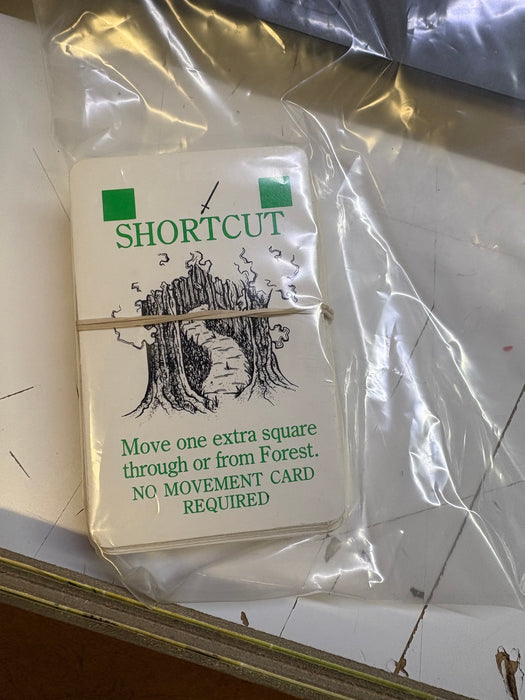 SHORTCUT
Move one extra square
through or from Forest.
NO MOVEMENT CARD
REQUIRED